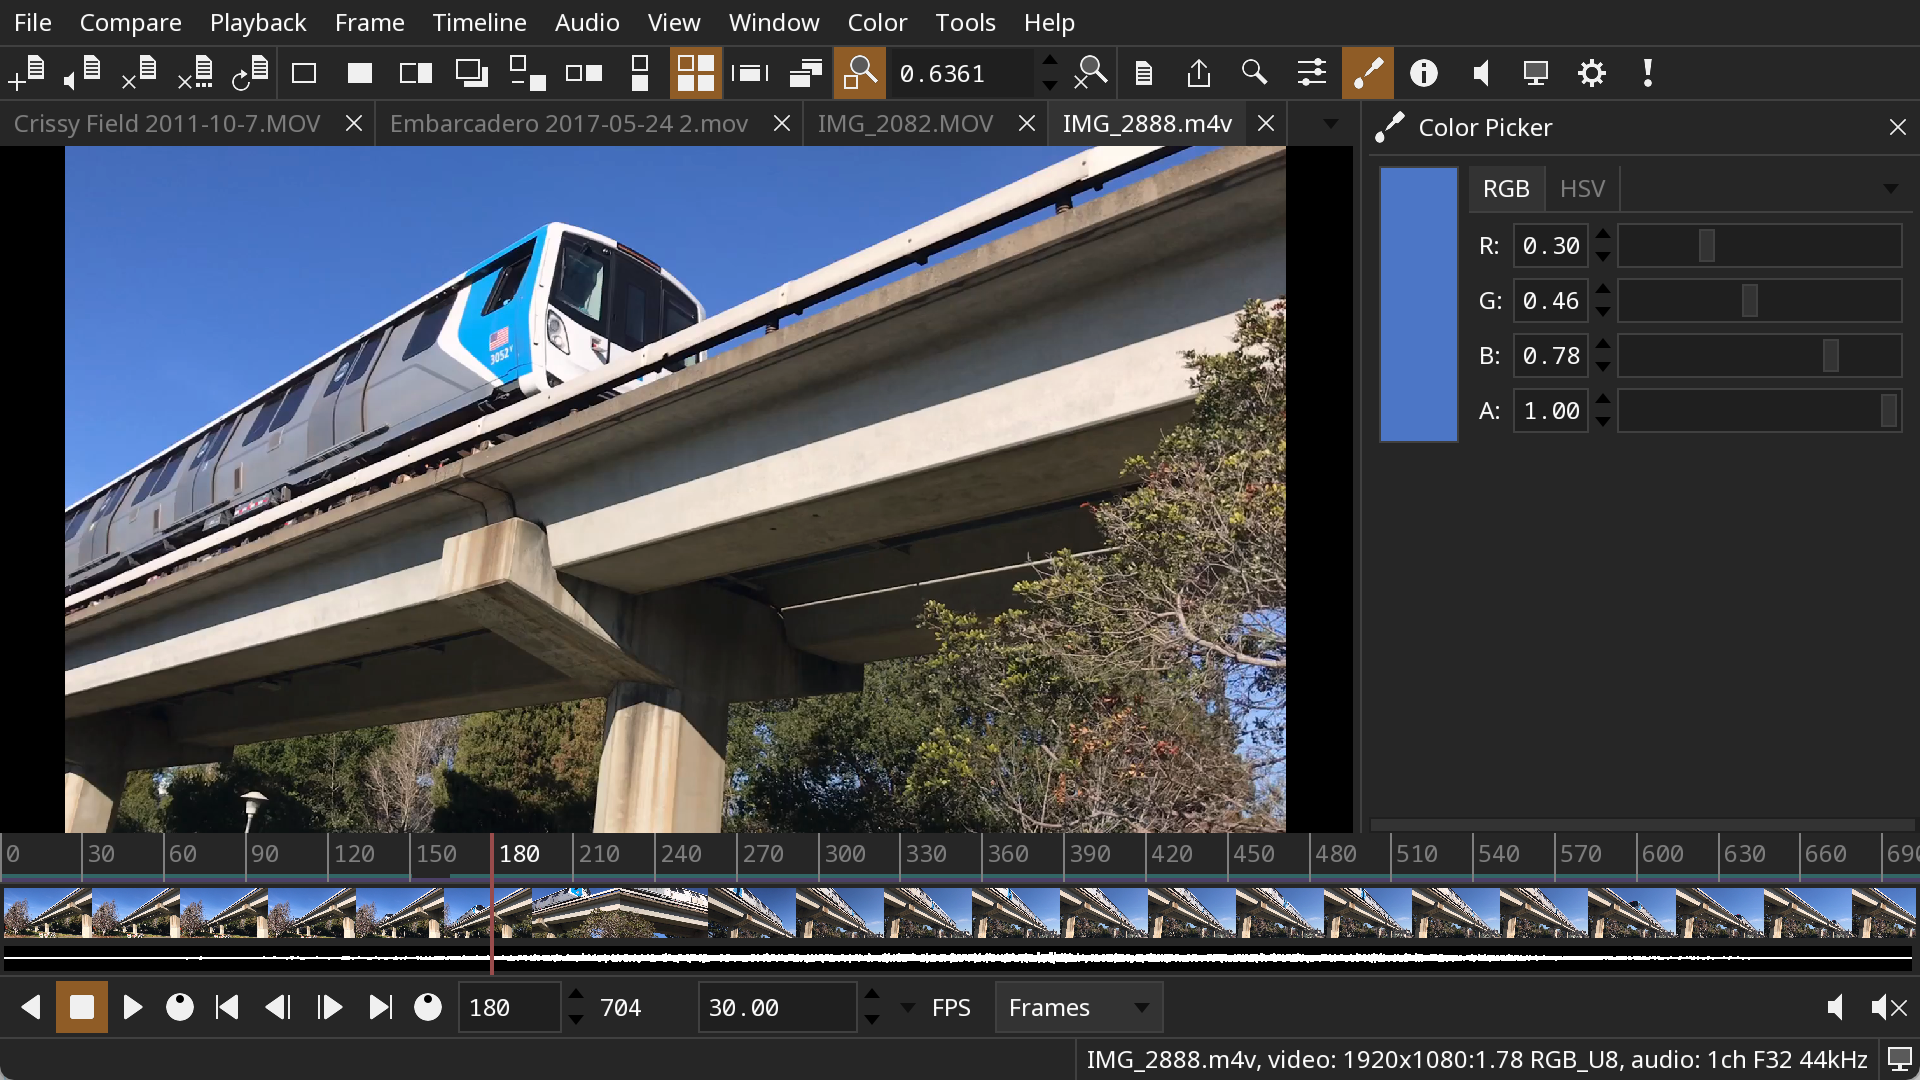 File Compare Playback Frame Timeline Audio View Window Color Tools Help
0.6361
Crissy Field 2011-10-7.MOV Embarcadero 2017-05-24 2.mov IMG_2082.MOV IMG_2888.m4v
Color Picker
RGB HSV
R: 0.30
G: 0.46
B: 0.78
A: 1.00
3052
0 30 60 90 120 150 180 210 240 270 300 330 360 390 420 450 480 510 540 570 600 630 660 690
180 704 30.00 FPS Frames
IMG_2888.m4v, video: 1920x1080:1.78 RGB_U8, audio: 1ch F32 44kHz